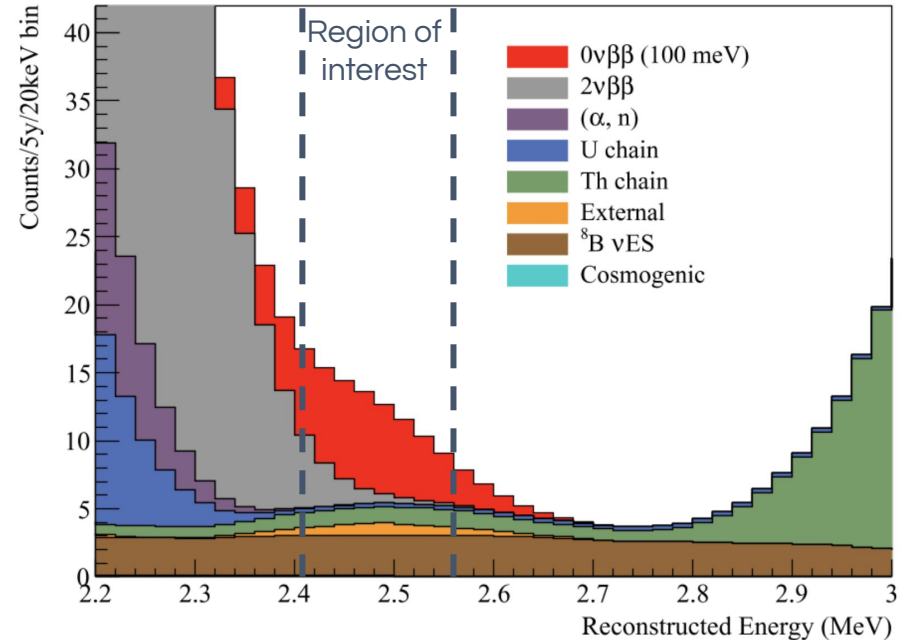 Counts/5y/20keV bin
40
35
30
25
20
15
10
5
0
Region of
interest
0νββ (100 meV)
2νββ
(α, n)
U chain
Th chain
External
⁸B νES
Cosmogenic
2.2 2.3 2.4 2.5 2.6 2.7 2.8 2.9 3
Reconstructed Energy (MeV)